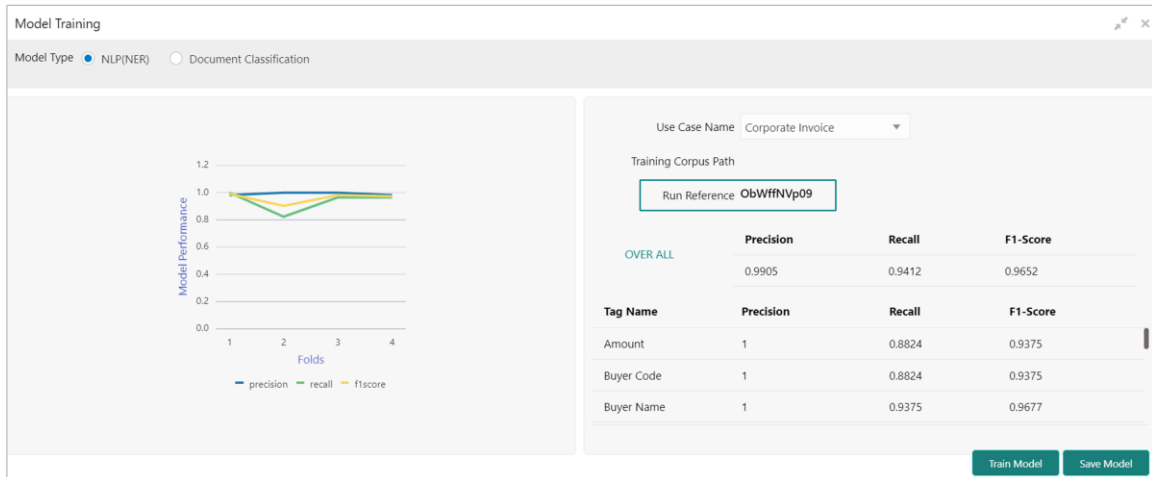 Model Training
Model Type NLP(NER) Document Classification
1.2
1.0
0.8
0.6
0.4
0.2
0.0
Model Performance
1 2 3 4
Folds
precision recall f1score
Use Case Name Corporate Invoice
Training Corpus Path
Run Reference ObWffNVp09
OVER ALL
Precision Recall F1-Score
0.9905 0.9412 0.9652
Tag Name Precision Recall F1-Score
Amount 1 0.8824 0.9375
Buyer Code 1 0.8824 0.9375
Buyer Name 1 0.9375 0.9677
Train Model Save Model